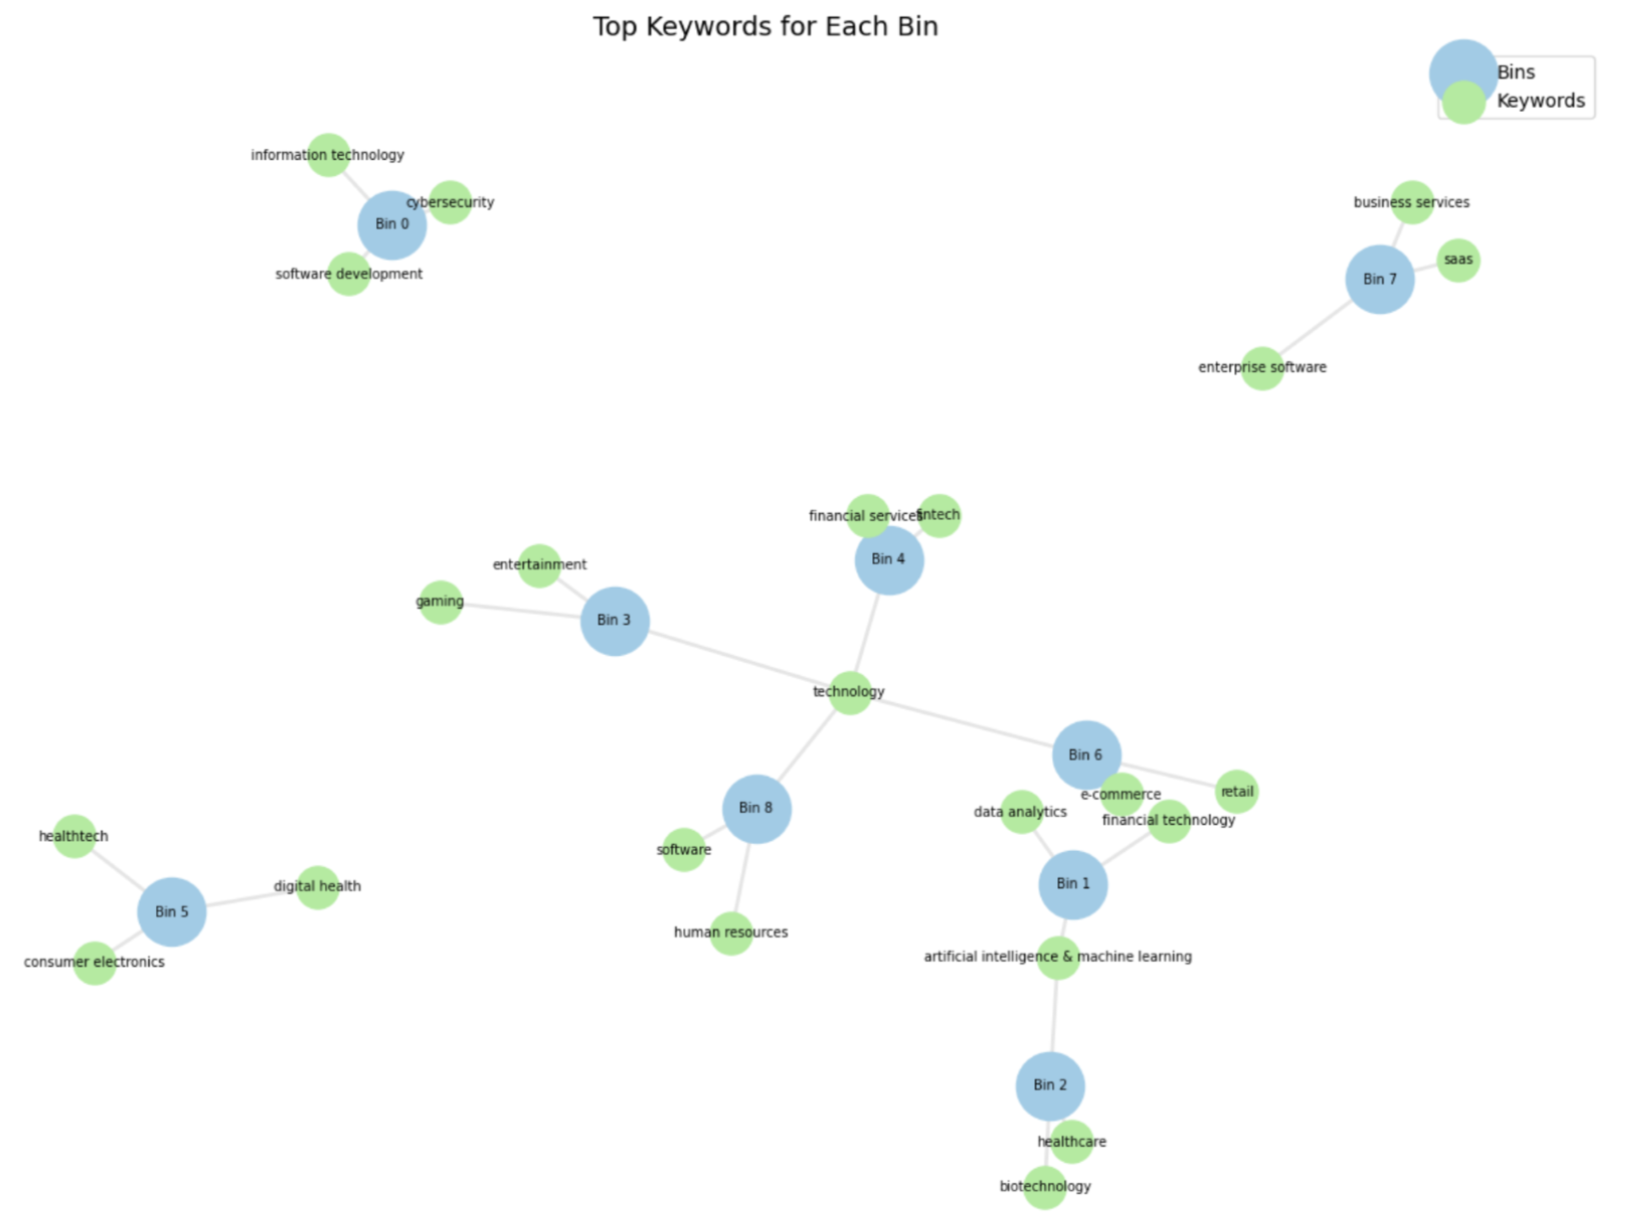 Top Keywords for Each Bin
Bins
Keywords
information technology
cybersecurity
Bin 0
software development
business services
saas
Bin 7
enterprise software
financial services
fintech
Bin 4
entertainment
gaming
Bin 3
technology
Bin 6
e-commerce
retail
Bin 8
software
human resources
data analytics
financial technology
Bin 1
artificial intelligence & machine learning
healthtech
digital health
Bin 5
consumer electronics
Bin 2
healthcare
biotechnology